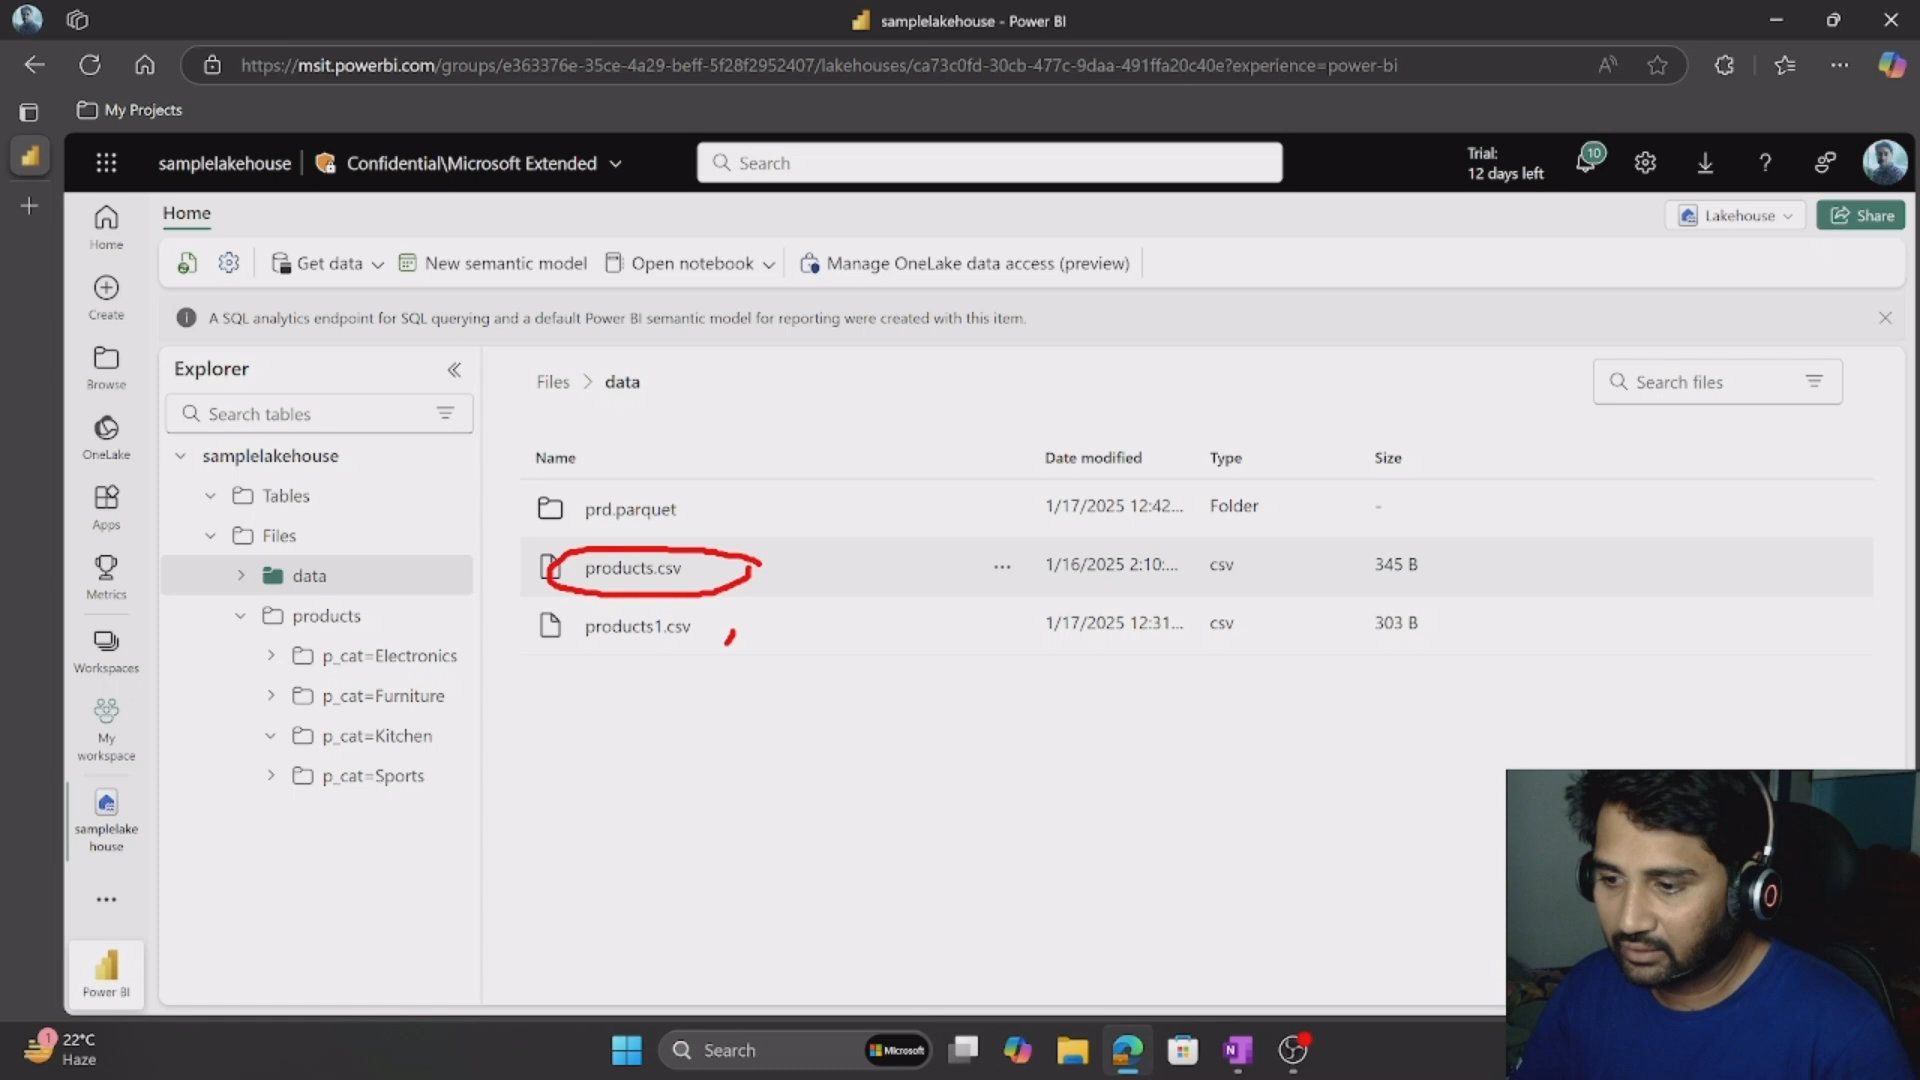 samplelakehouse - Power BI
https://msit.powerbi.com/groups/e363376e-35ce-4a29-beff-5f28f2952407/lakehouses/ca73c0fd-30cb-477c-9daa-491ffa20c40e?experience=power-bi
My Projects
samplelakehouse
Confidential\Microsoft Extended
Search
Trial:
12 days left
10
Home
Lakehouse
Share
Get data
New semantic model
Open notebook
Manage OneLake data access (preview)
A SQL analytics endpoint for SQL querying and a default Power BI semantic model for reporting were created with this item.
Home
Create
Browse
OneLake
Apps
Metrics
Workspaces
My
workspace
samplelake
house
Power BI
Explorer
Search tables
samplelakehouse
Tables
Files
data
products
p_cat=Electronics
p_cat=Furniture
p_cat=Kitchen
p_cat=Sports
Files > data
Search files
Name Date modified Type Size
prd.parquet 1/17/2025 12:42... Folder -
products.csv ... 1/16/2025 2:10:... csv 345 B
products1.csv 1/17/2025 12:31... csv 303 B
1
22°C
Haze
Search
Microsoft